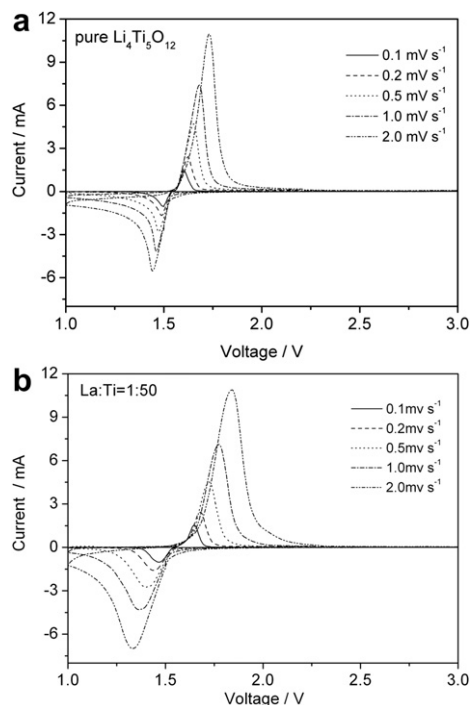 a
pure Li₄Ti₅O₁₂
0.1 mV s⁻¹
0.2 mV s⁻¹
0.5 mV s⁻¹
1.0 mV s⁻¹
2.0 mV s⁻¹
Current / mA
12
9
6
3
0
-3
-6
1.0 1.5 2.0 2.5 3.0
Voltage / V
b
La:Ti=1:50
0.1mv s⁻¹
0.2mv s⁻¹
0.5mv s⁻¹
1.0mv s⁻¹
2.0mv s⁻¹
Current / mA
12
9
6
3
0
-3
-6
1.0 1.5 2.0 2.5 3.0
Voltage / V